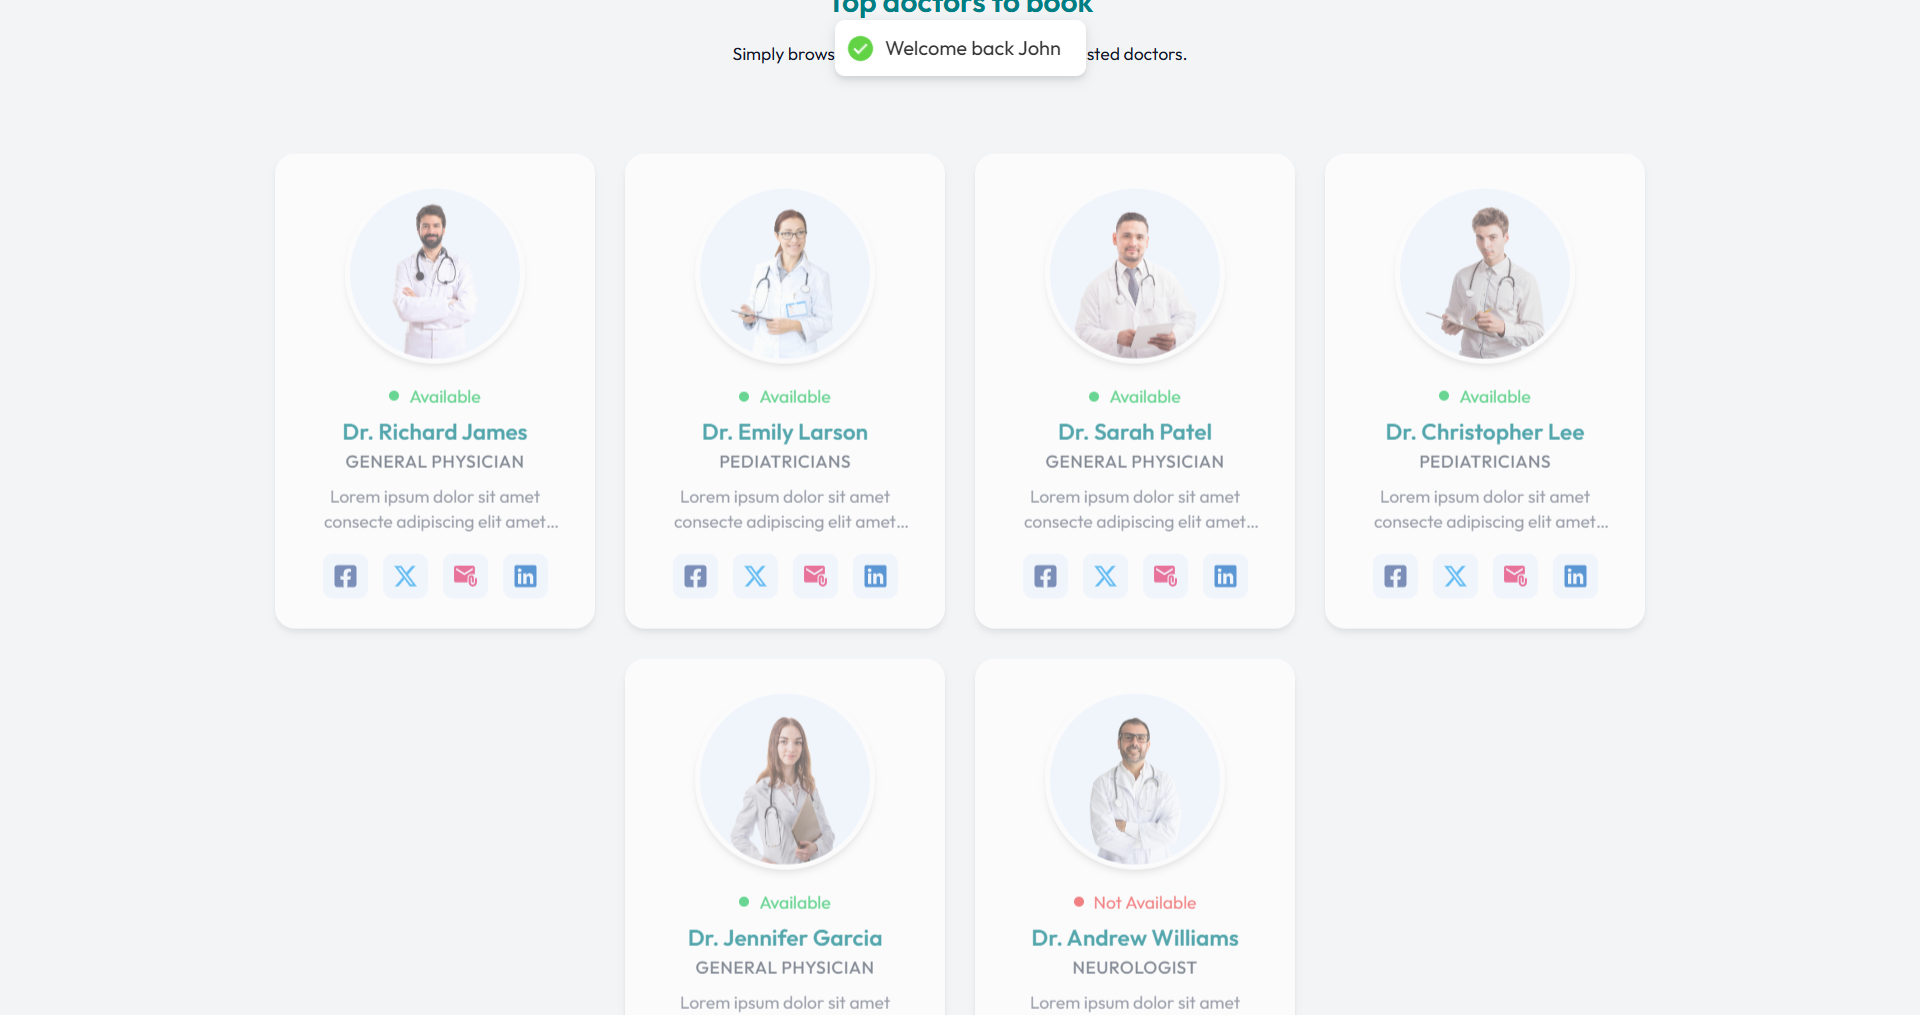 Top doctors to book
Welcome back John
Simply brows sted doctors.
Available
Dr. Richard James
GENERAL PHYSICIAN
Lorem ipsum dolor sit amet
consecte adipiscing elit amet...
Available
Dr. Emily Larson
PEDIATRICIANS
Lorem ipsum dolor sit amet
consecte adipiscing elit amet...
Available
Dr. Sarah Patel
GENERAL PHYSICIAN
Lorem ipsum dolor sit amet
consecte adipiscing elit amet...
Available
Dr. Christopher Lee
PEDIATRICIANS
Lorem ipsum dolor sit amet
consecte adipiscing elit amet...
Available
Dr. Jennifer Garcia
GENERAL PHYSICIAN
Lorem ipsum dolor sit amet
Not Available
Dr. Andrew Williams
NEUROLOGIST
Lorem ipsum dolor sit amet